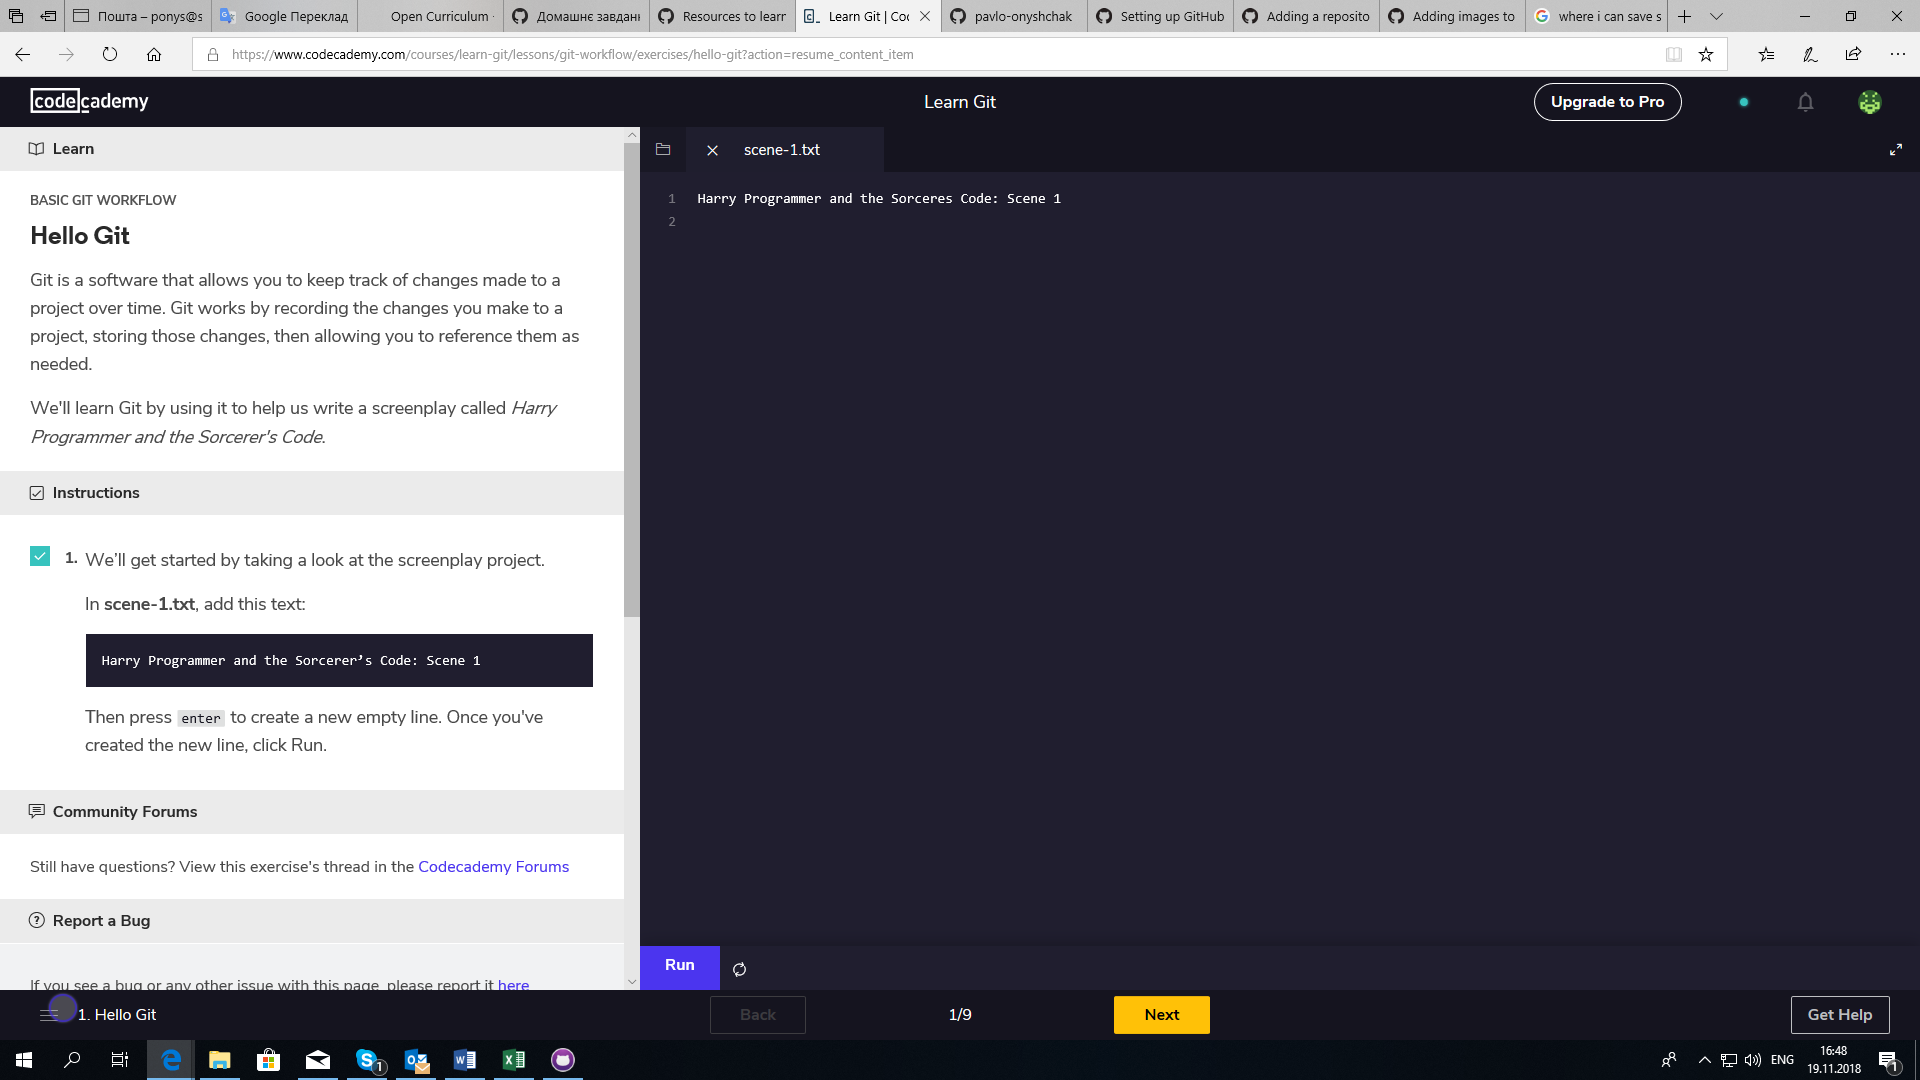 Пошта – ponys@s
Google Переклад
Open Curriculum
Домашнє завдан
Resources to learn
Learn Git | Coc
pavlo-onyshchak
Setting up GitHub
Adding a reposito
Adding images to
where i can save s
https://www.codecademy.com/courses/learn-git/lessons/git-workflow/exercises/hello-git?action=resume_content_item
codecademy
Learn Git
Upgrade to Pro
Learn
scene-1.txt
BASIC GIT WORKFLOW
Hello Git
Git is a software that allows you to keep track of changes made to a
project over time. Git works by recording the changes you make to a
project, storing those changes, then allowing you to reference them as
needed.
We'll learn Git by using it to help us write a screenplay called Harry
Programmer and the Sorcerer's Code.
Instructions
1. We’ll get started by taking a look at the screenplay project.
In scene-1.txt, add this text:
Harry Programmer and the Sorcerer’s Code: Scene 1
Then press enter to create a new empty line. Once you've
created the new line, click Run.
Community Forums
Still have questions? View this exercise's thread in the Codecademy Forums
Report a Bug
If you see a bug or any other issue with this page, please report it here
1 Harry Programmer and the Sorceres Code: Scene 1
2
Run
1. Hello Git
Back
1/9
Next
Get Help
1
ENG
16:48
19.11.2018
1